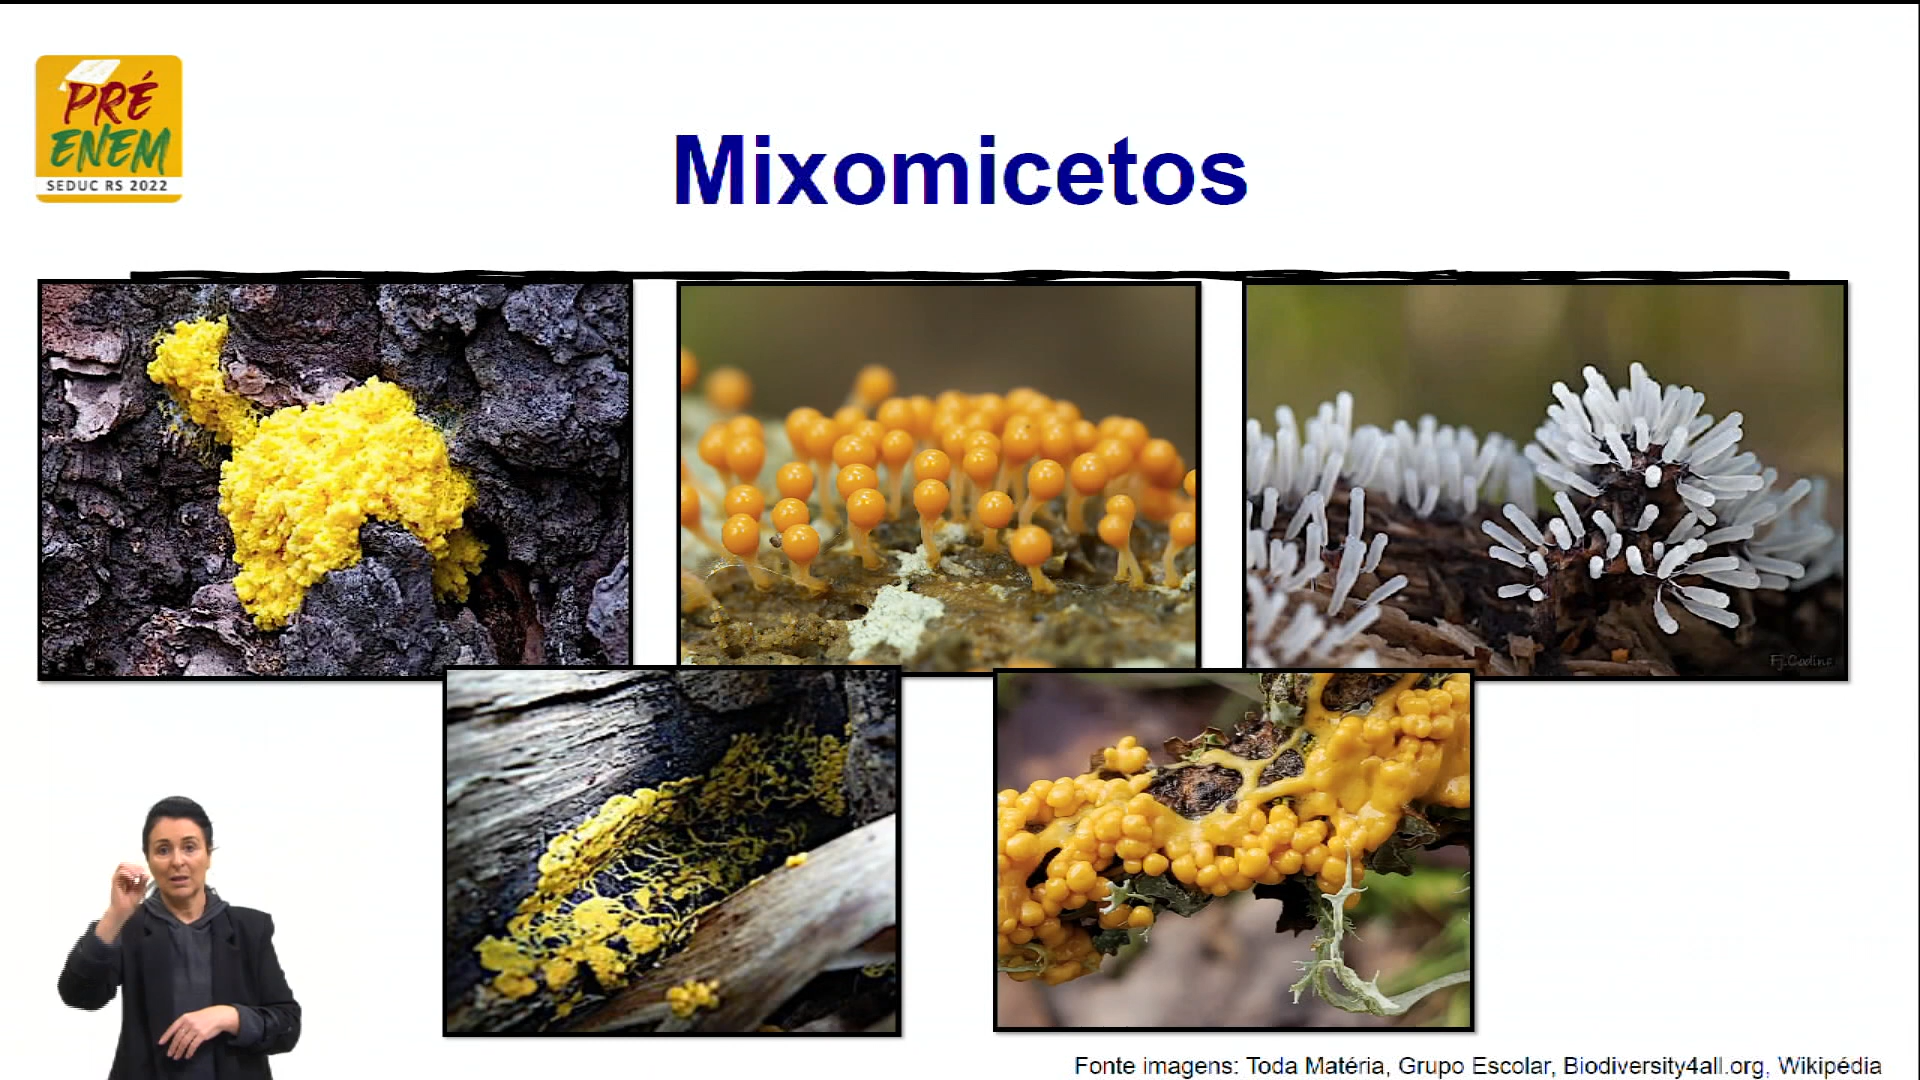 PRÉ
ENEM
SEDUC RS 2022
Mixomicetos
Fonte imagens: Toda Matéria, Grupo Escolar, Biodiversity4all.org, Wikipédia